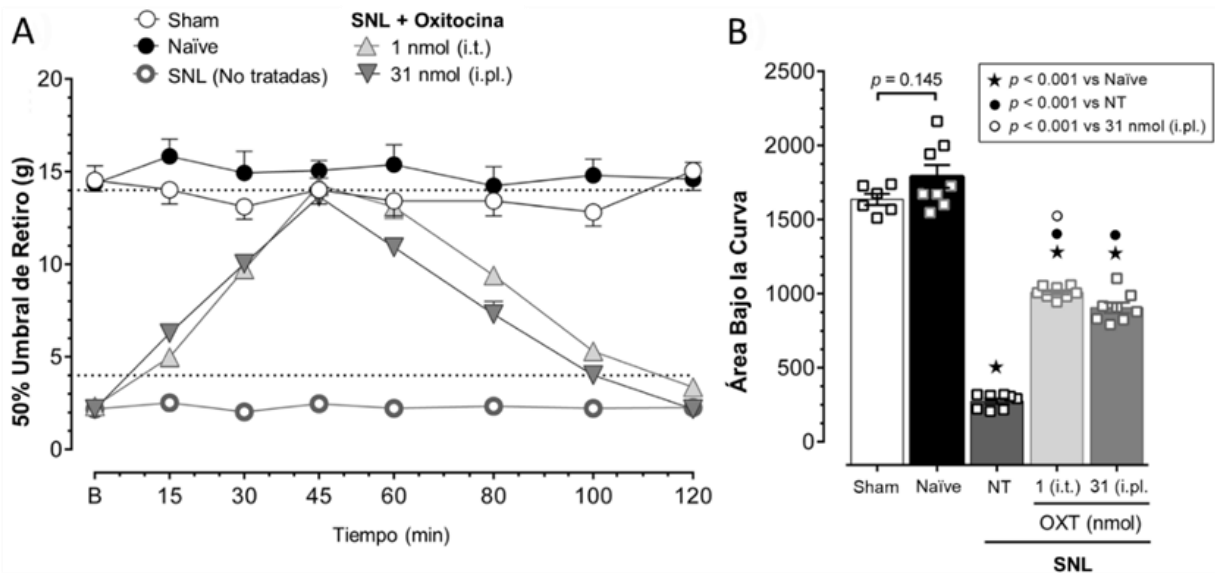 A
Sham
Naïve
SNL (No tratadas)
SNL + Oxitocina
1 nmol (i.t.)
31 nmol (i.pl.)
50% Umbral de Retiro (g)
20
15
10
5
0
B 15 30 45 60 80 100 120
Tiempo (min)
B
p = 0.145
p < 0.001 vs Naïve
p < 0.001 vs NT
p < 0.001 vs 31 nmol (i.pl.)
Área Bajo la Curva
2500
2000
1500
1000
500
0
Sham Naïve NT 1 (i.t.) 31 (i.pl.
OXT (nmol)
SNL